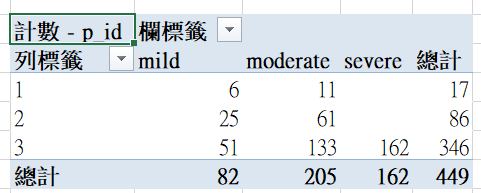 計數 - p_id 欄標籤
列標籤 mild moderate severe 總計
1 6 11 17
2 25 61 86
3 51 133 162 346
總計 82 205 162 449